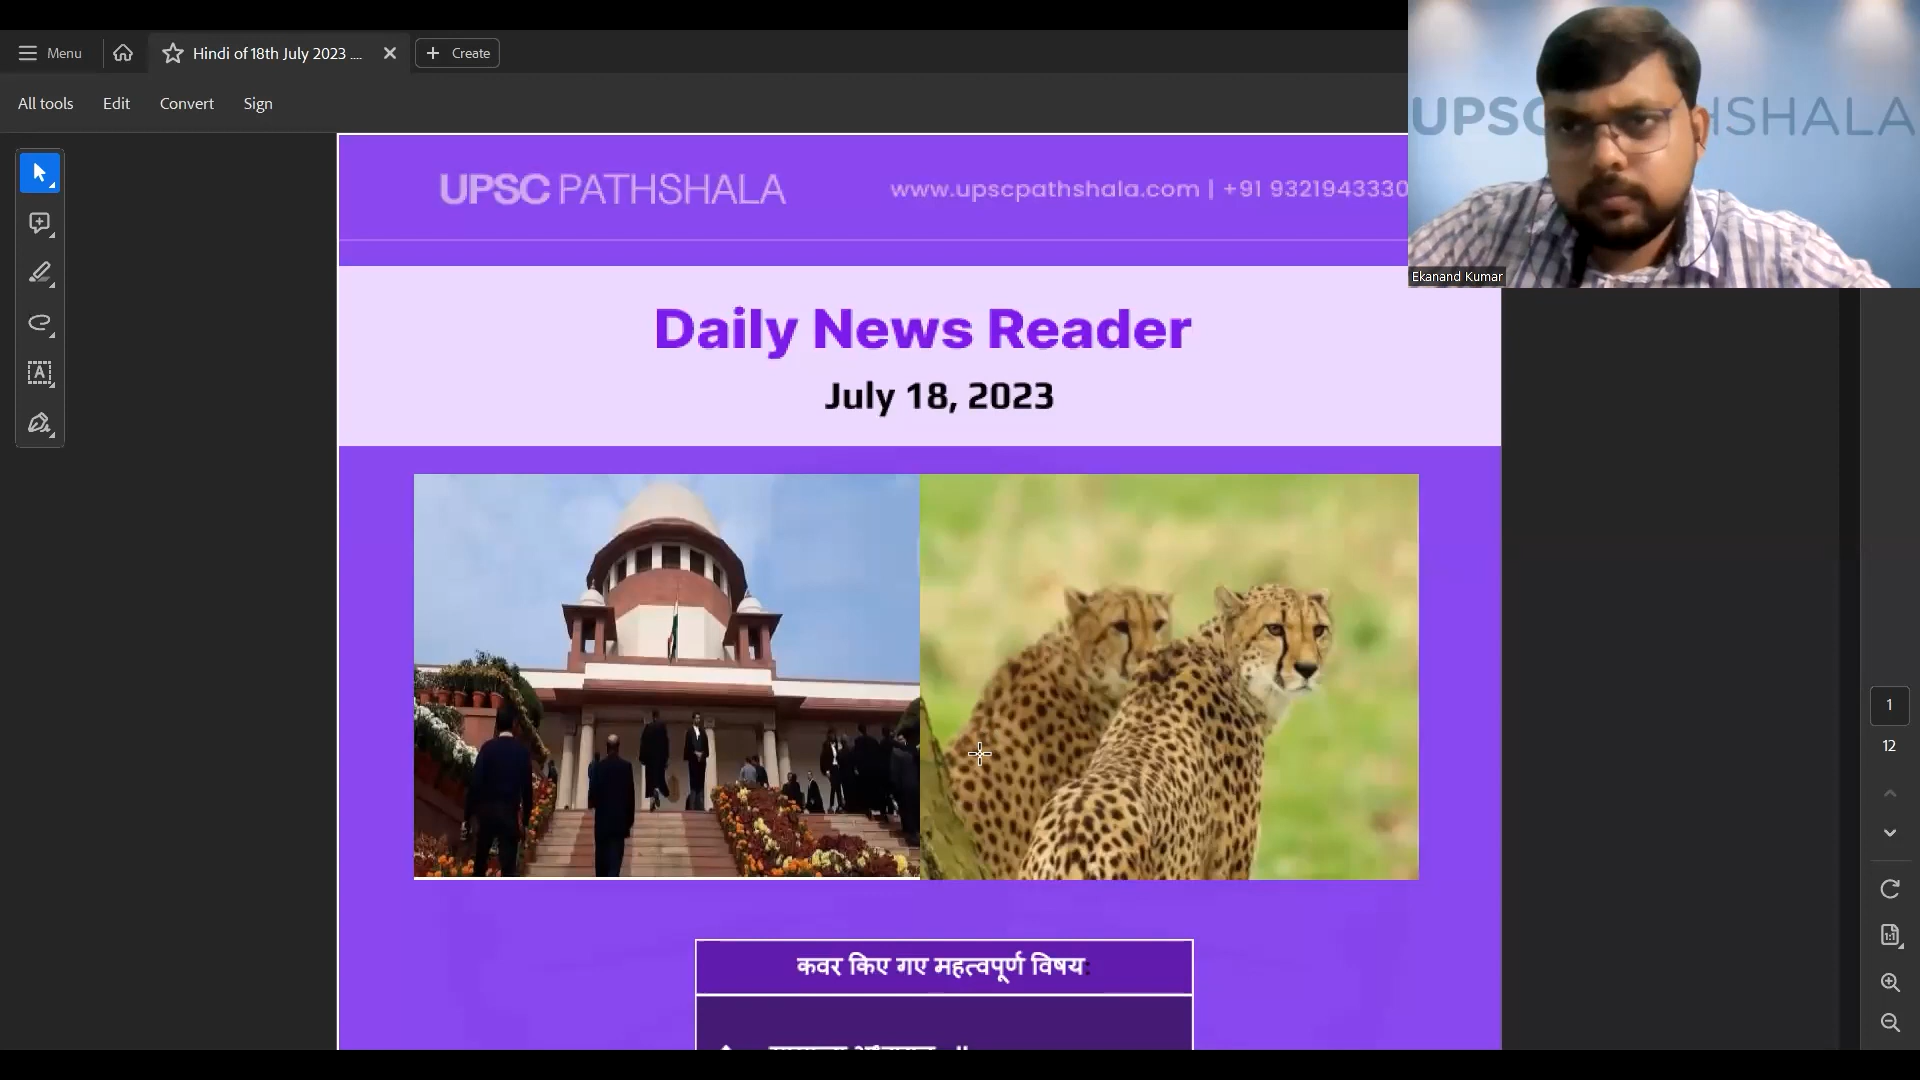 Menu
Hindi of 18th July 2023 ....
Create
All tools
Edit
Convert
Sign
UPSC PATHSHALA
www.upscpathshala.com | +91 9321943330
UPSC
HSHALA
Ekanand Kumar
Daily News Reader
July 18, 2023
1
12
कवर किए गए महत्वपूर्ण विषय: